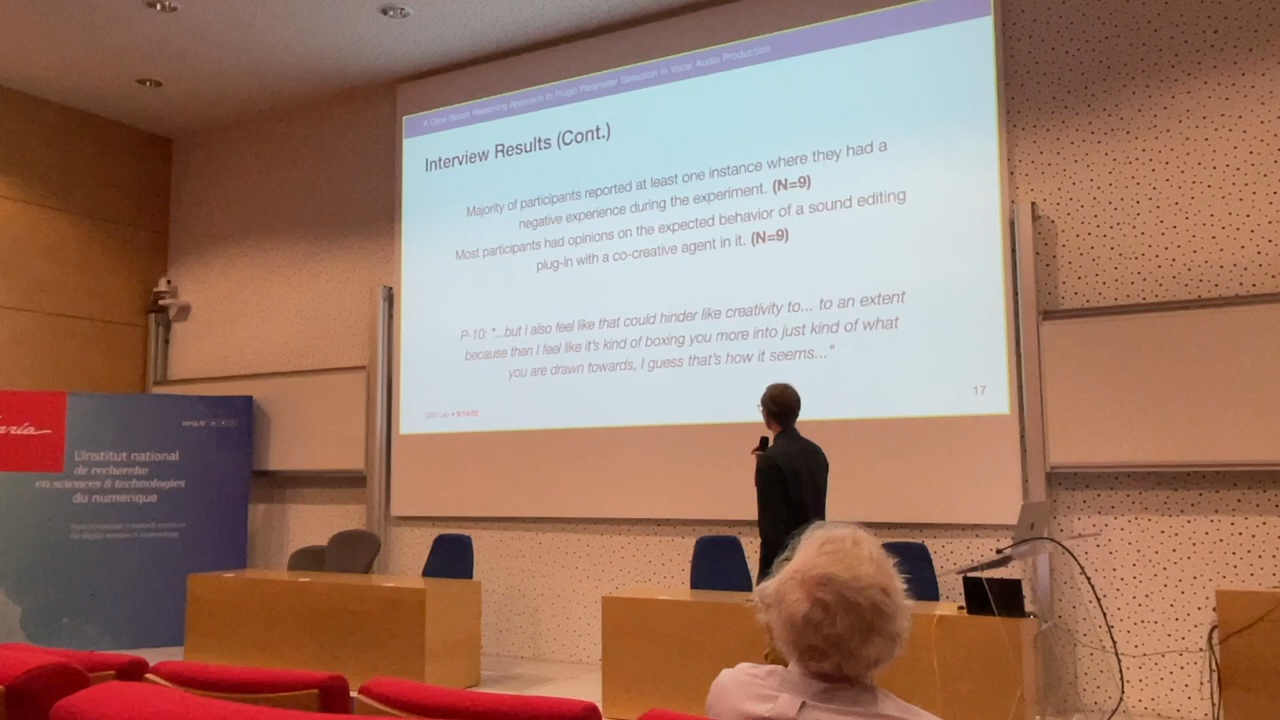 A Case Based Reasoning Approach to Plugin Parameter Selection in Vocal Audio Production
Interview Results (Cont.)
Majority of participants reported at least one instance where they had a
negative experience during the experiment. (N=9)
Most participants had opinions on the expected behavior of a sound editing
plug-in with a co-creative agent in it. (N=9)
P-10: "...but I also feel like that could hinder like creativity to... to an extent
because then I feel like it's kind of boxing you more into just kind of what
you are drawn towards, I guess that's how it seems..."
17
L'institut national
de recherche
en sciences & technologies
du numérique